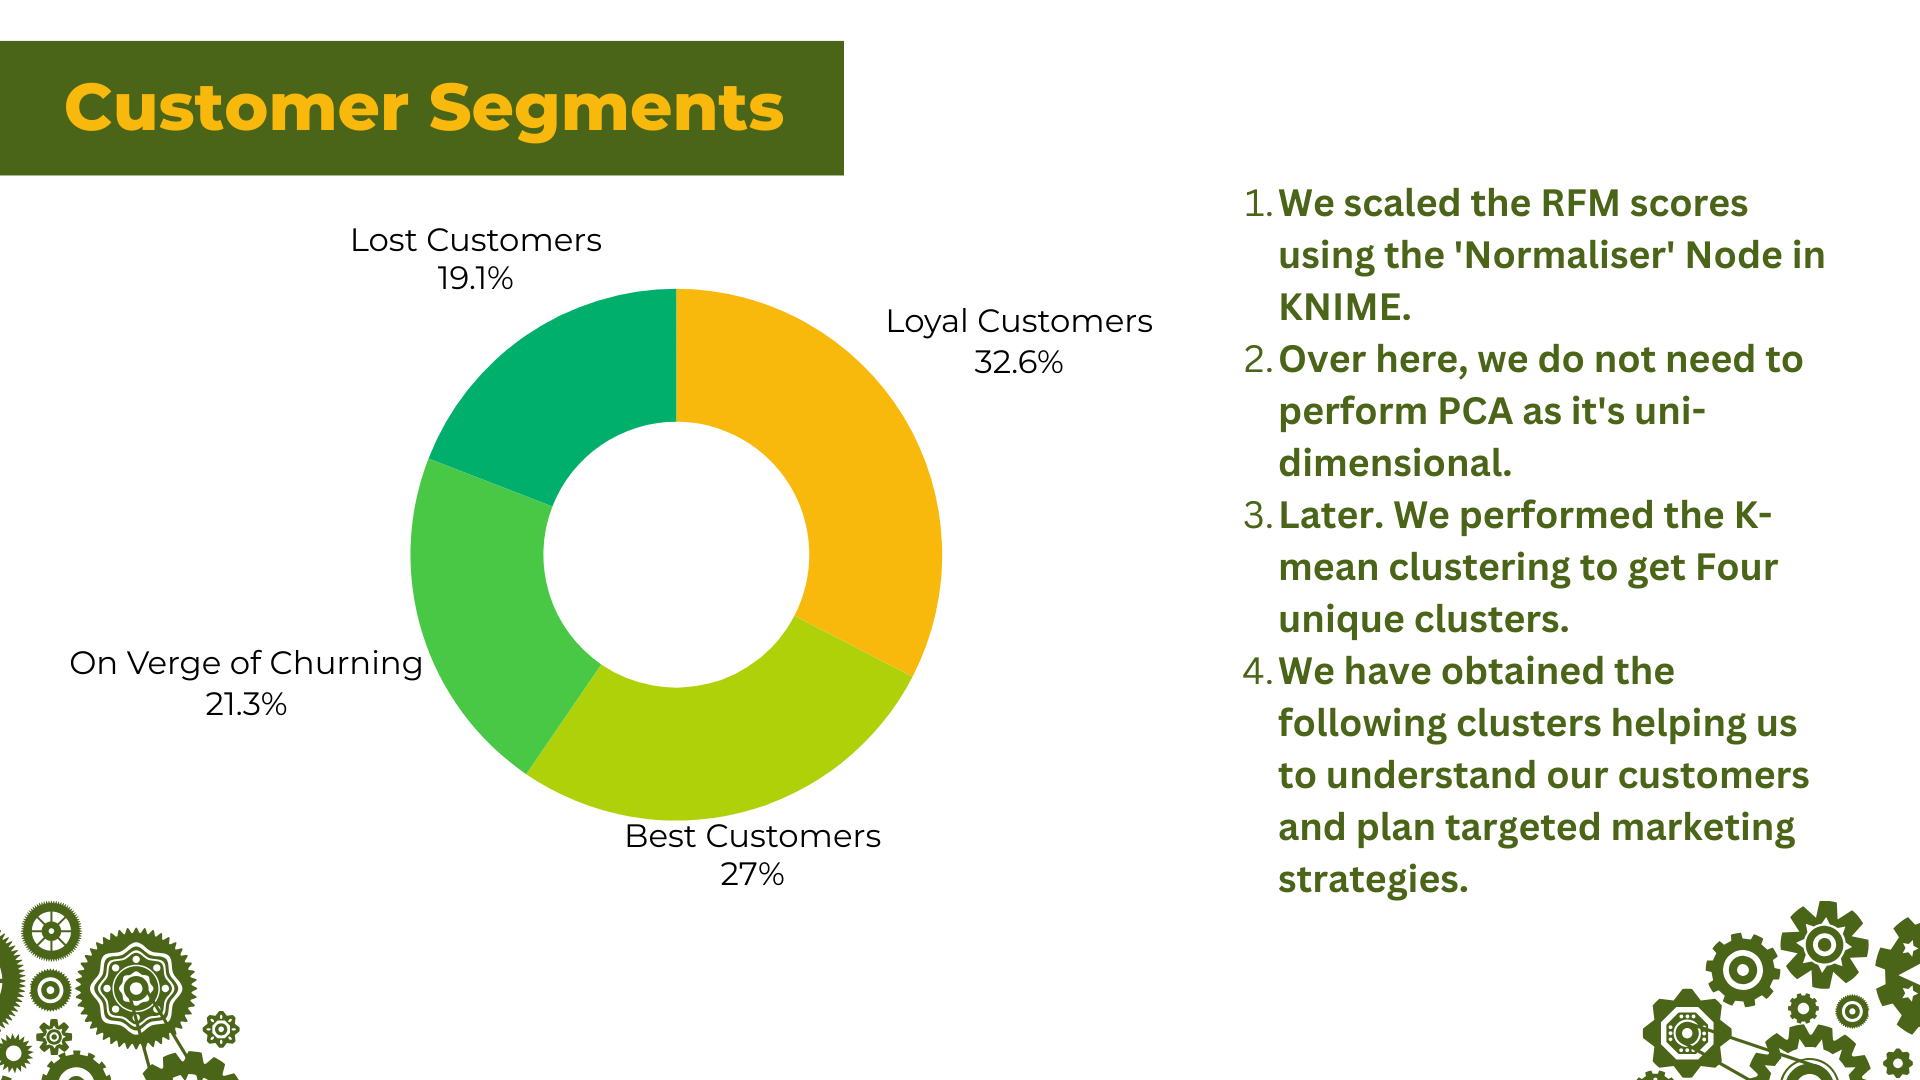 Customer Segments
Lost Customers
19.1%
Loyal Customers
32.6%
On Verge of Churning
21.3%
Best Customers
27%
1. We scaled the RFM scores
using the 'Normaliser' Node in
KNIME.
2. Over here, we do not need to
perform PCA as it's uni-
dimensional.
3. Later. We performed the K-
mean clustering to get Four
unique clusters.
4. We have obtained the
following clusters helping us
to understand our customers
and plan targeted marketing
strategies.